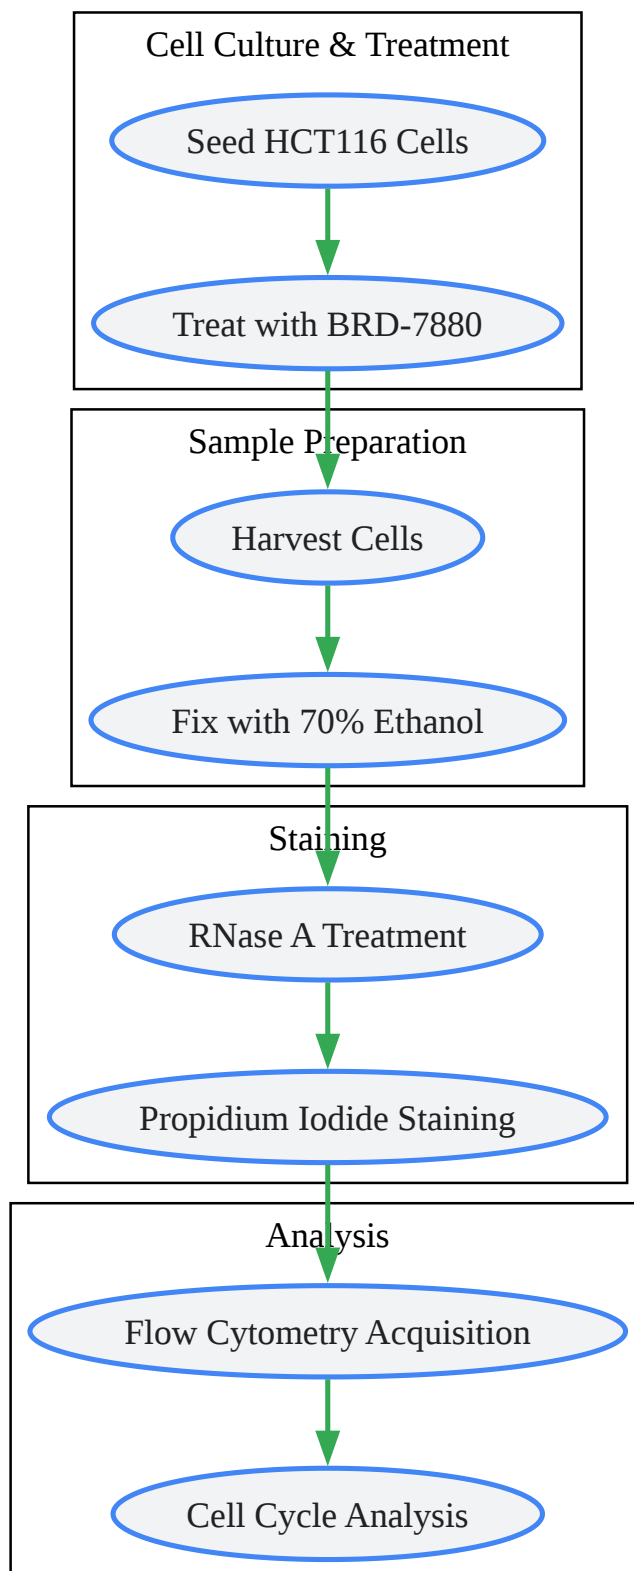 Cell Culture & Treatment
Seed HCT116 Cells
Treat with BRD-7880
Sample Preparation
Harvest Cells
Fix with 70% Ethanol
Staining
RNase A Treatment
Propidium Iodide Staining
Analysis
Flow Cytometry Acquisition
Cell Cycle Analysis